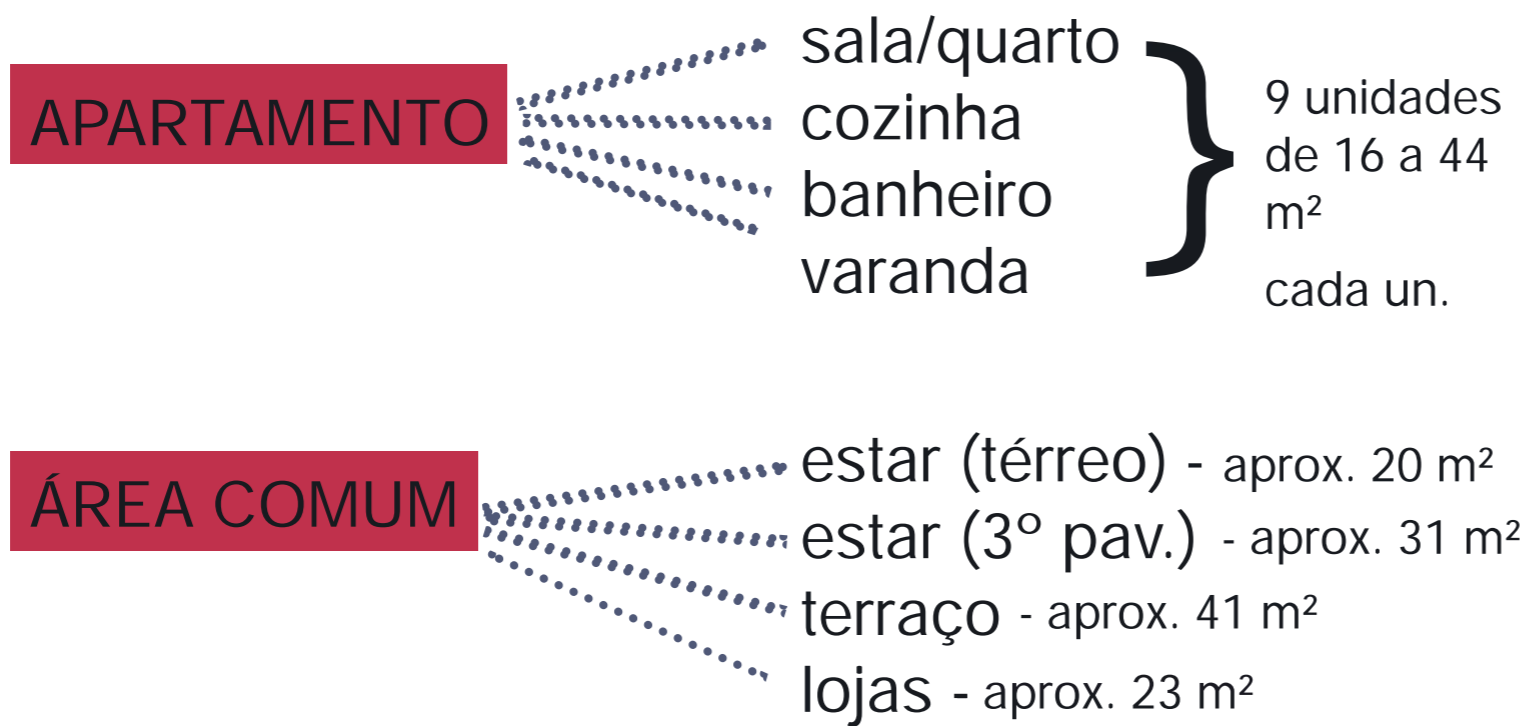 APARTAMENTO
sala/quarto
cozinha
banheiro
varanda
9 unidades
de 16 a 44
m²
cada un.
ÁREA COMUM
estar (térreo) - aprox. 20 m²
estar (3º pav.) - aprox. 31 m²
terraço - aprox. 41 m²
lojas - aprox. 23 m²